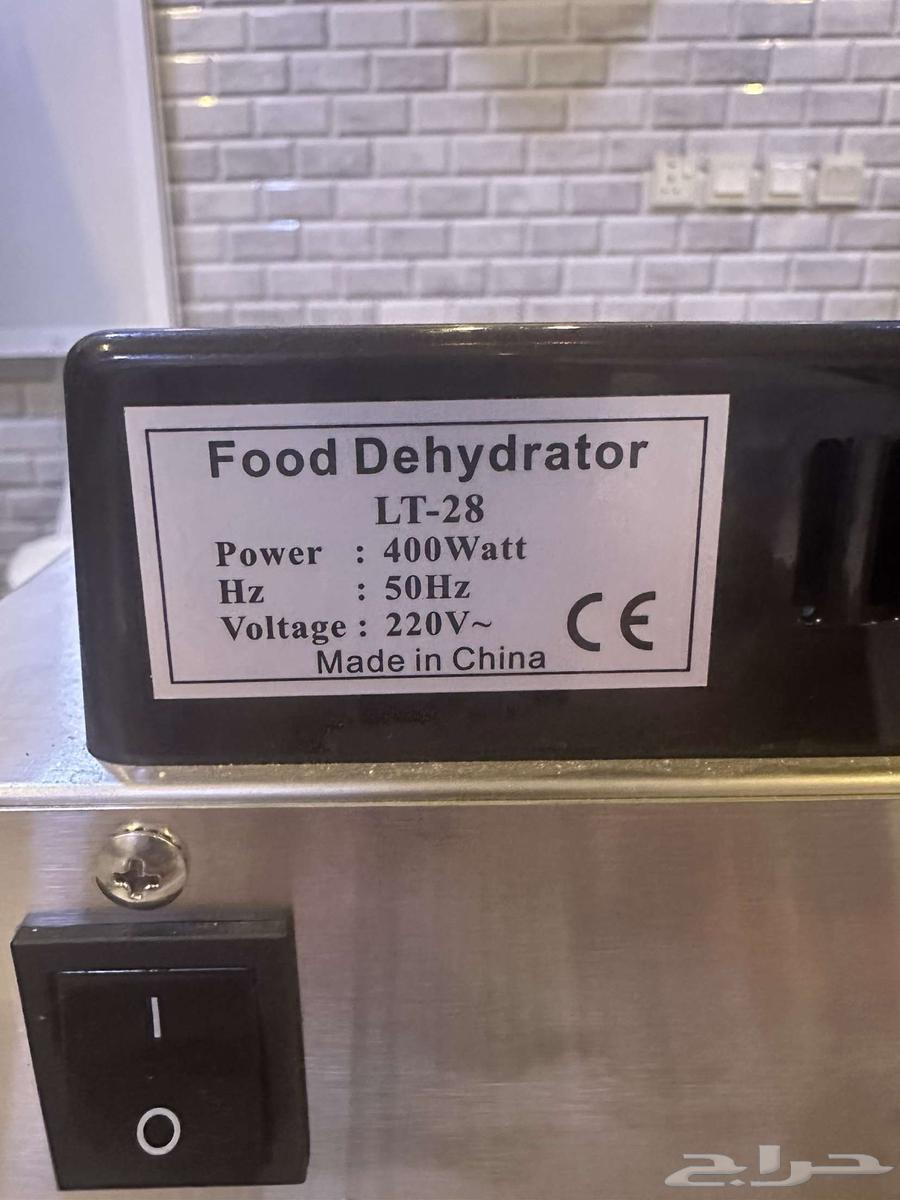 Food Dehydrator
LT-28
Power : 400Watt
Hz : 50Hz
Voltage : 220V~
CE
Made in China
I
O
حراج